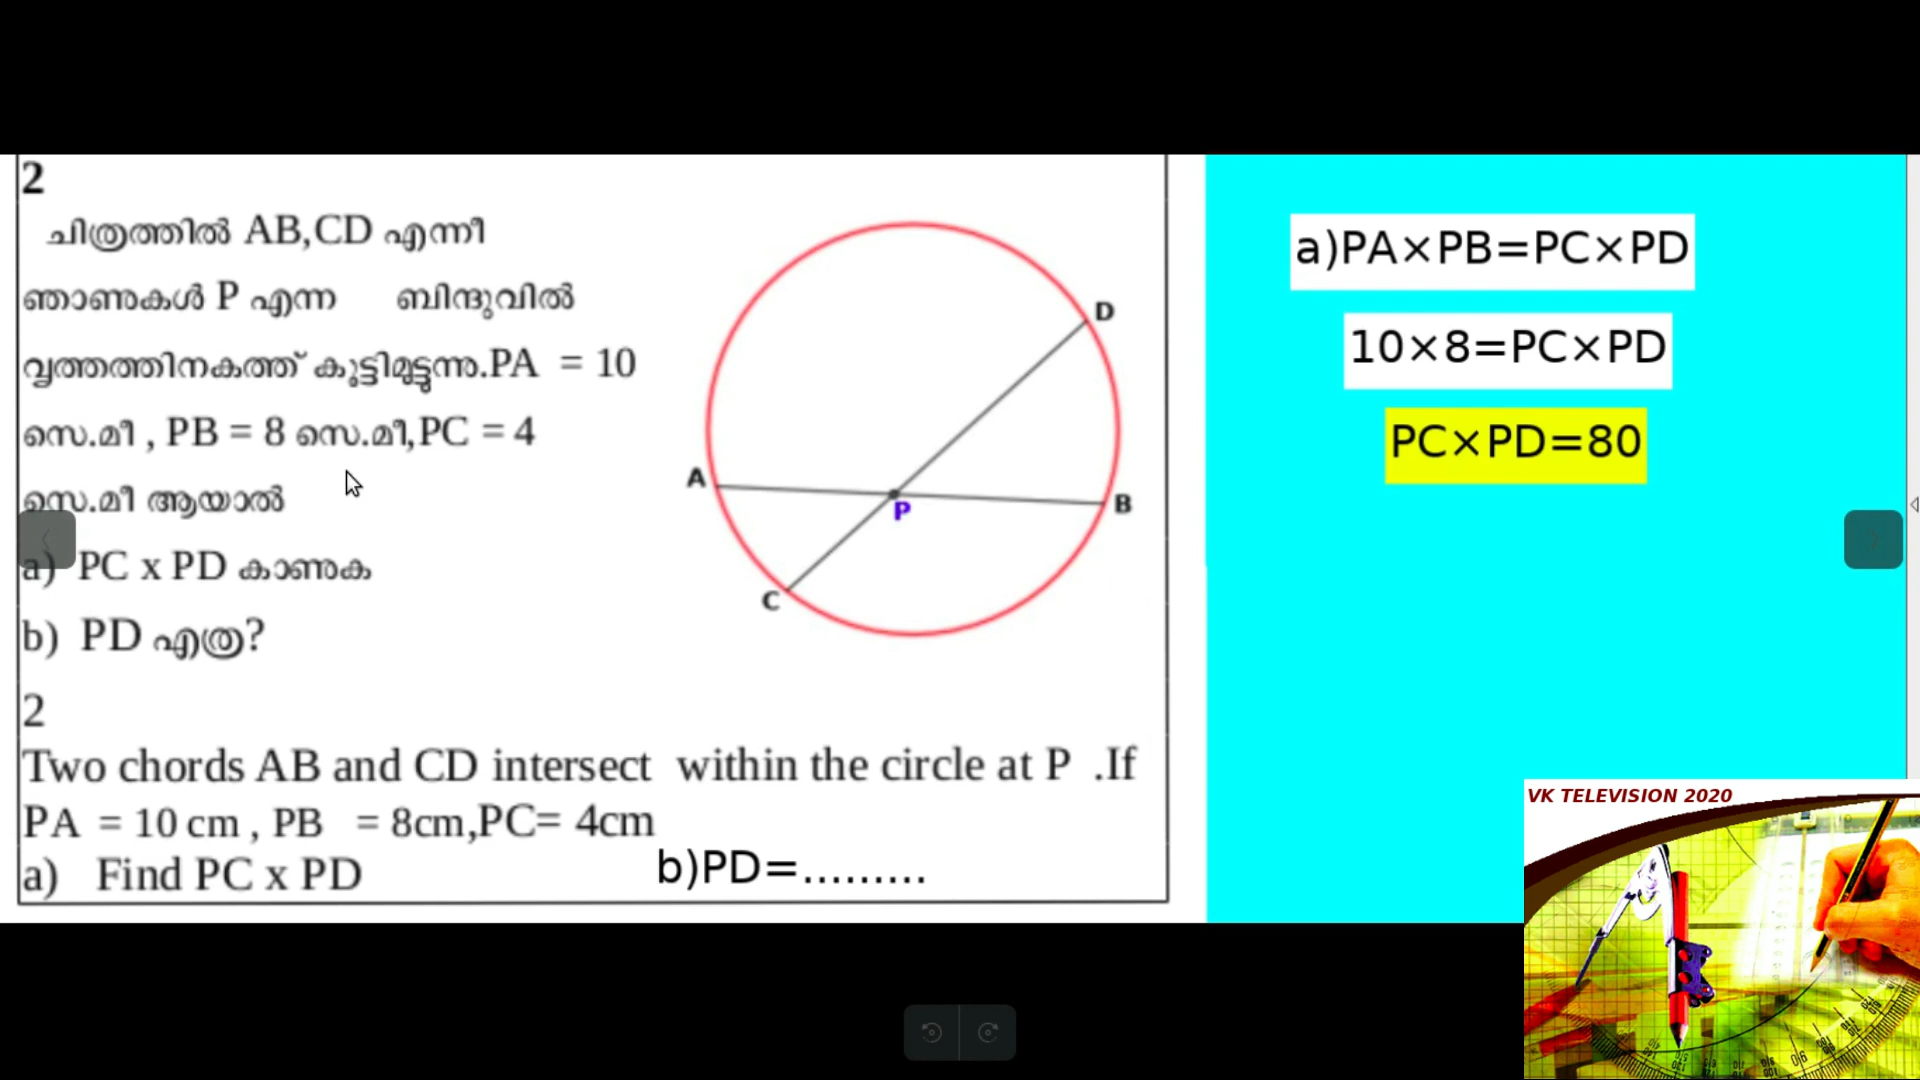 2
ചിത്രത്തിൽ AB,CD എന്നീ
ഞാണുകൾ P എന്ന ബിന്ദുവിൽ
വൃത്തത്തിനകത്ത് കൂട്ടിമുട്ടുന്നു.PA = 10
സെ.മീ , PB = 8 സെ.മീ,PC = 4
സെ.മീ ആയാൽ
a) PC x PD കാണുക
b) PD എത്ര?
D
A
P
B
C
2
Two chords AB and CD intersect within the circle at P .If
PA = 10 cm , PB = 8cm,PC= 4cm
a) Find PC x PD
b)PD=.........
a)PA×PB=PC×PD
10×8=PC×PD
PC×PD=80
VK TELEVISION 2020